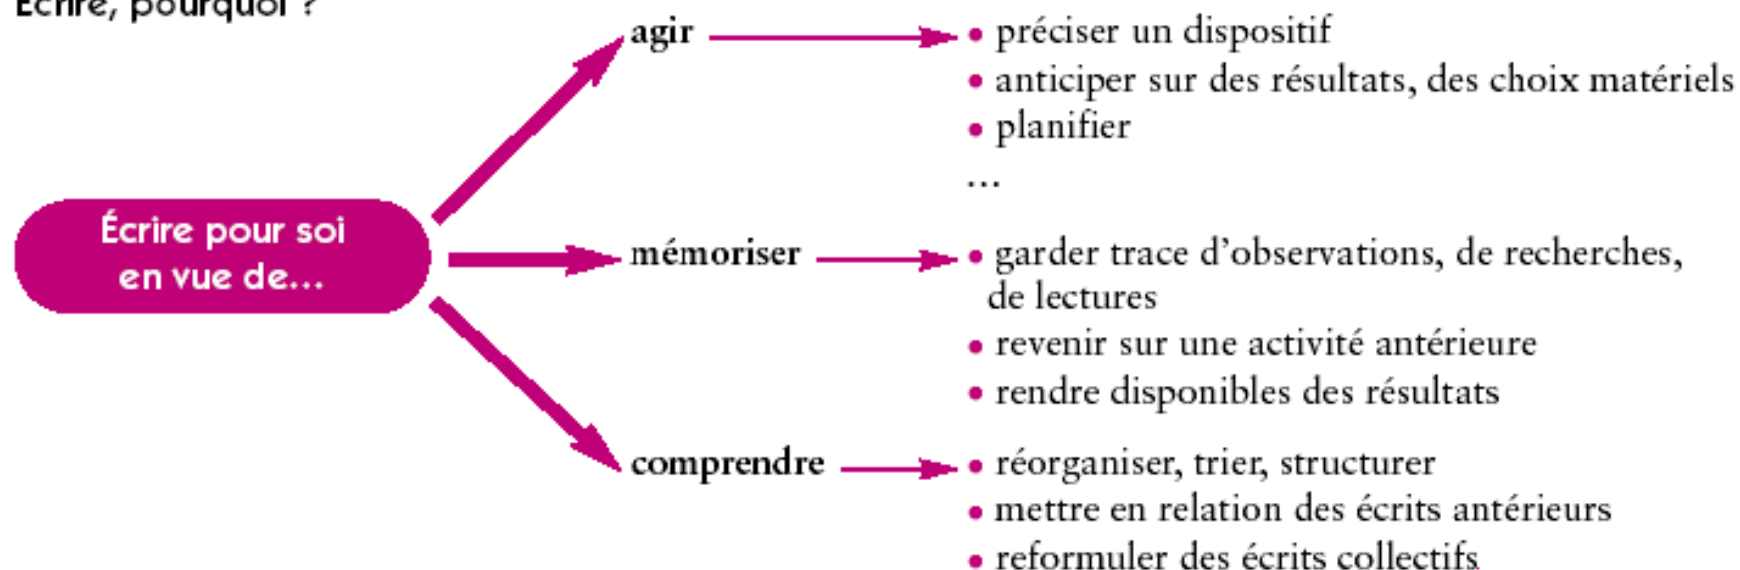 Écrire, pourquoi ?
agir
• préciser un dispositif
• anticiper sur des résultats, des choix matériels
• planifier
...
Écrire pour soi
en vue de...
mémoriser
• garder trace d'observations, de recherches,
de lectures
• revenir sur une activité antérieure
• rendre disponibles des résultats
comprendre
• réorganiser, trier, structurer
• mettre en relation des écrits antérieurs
• reformuler des écrits collectifs